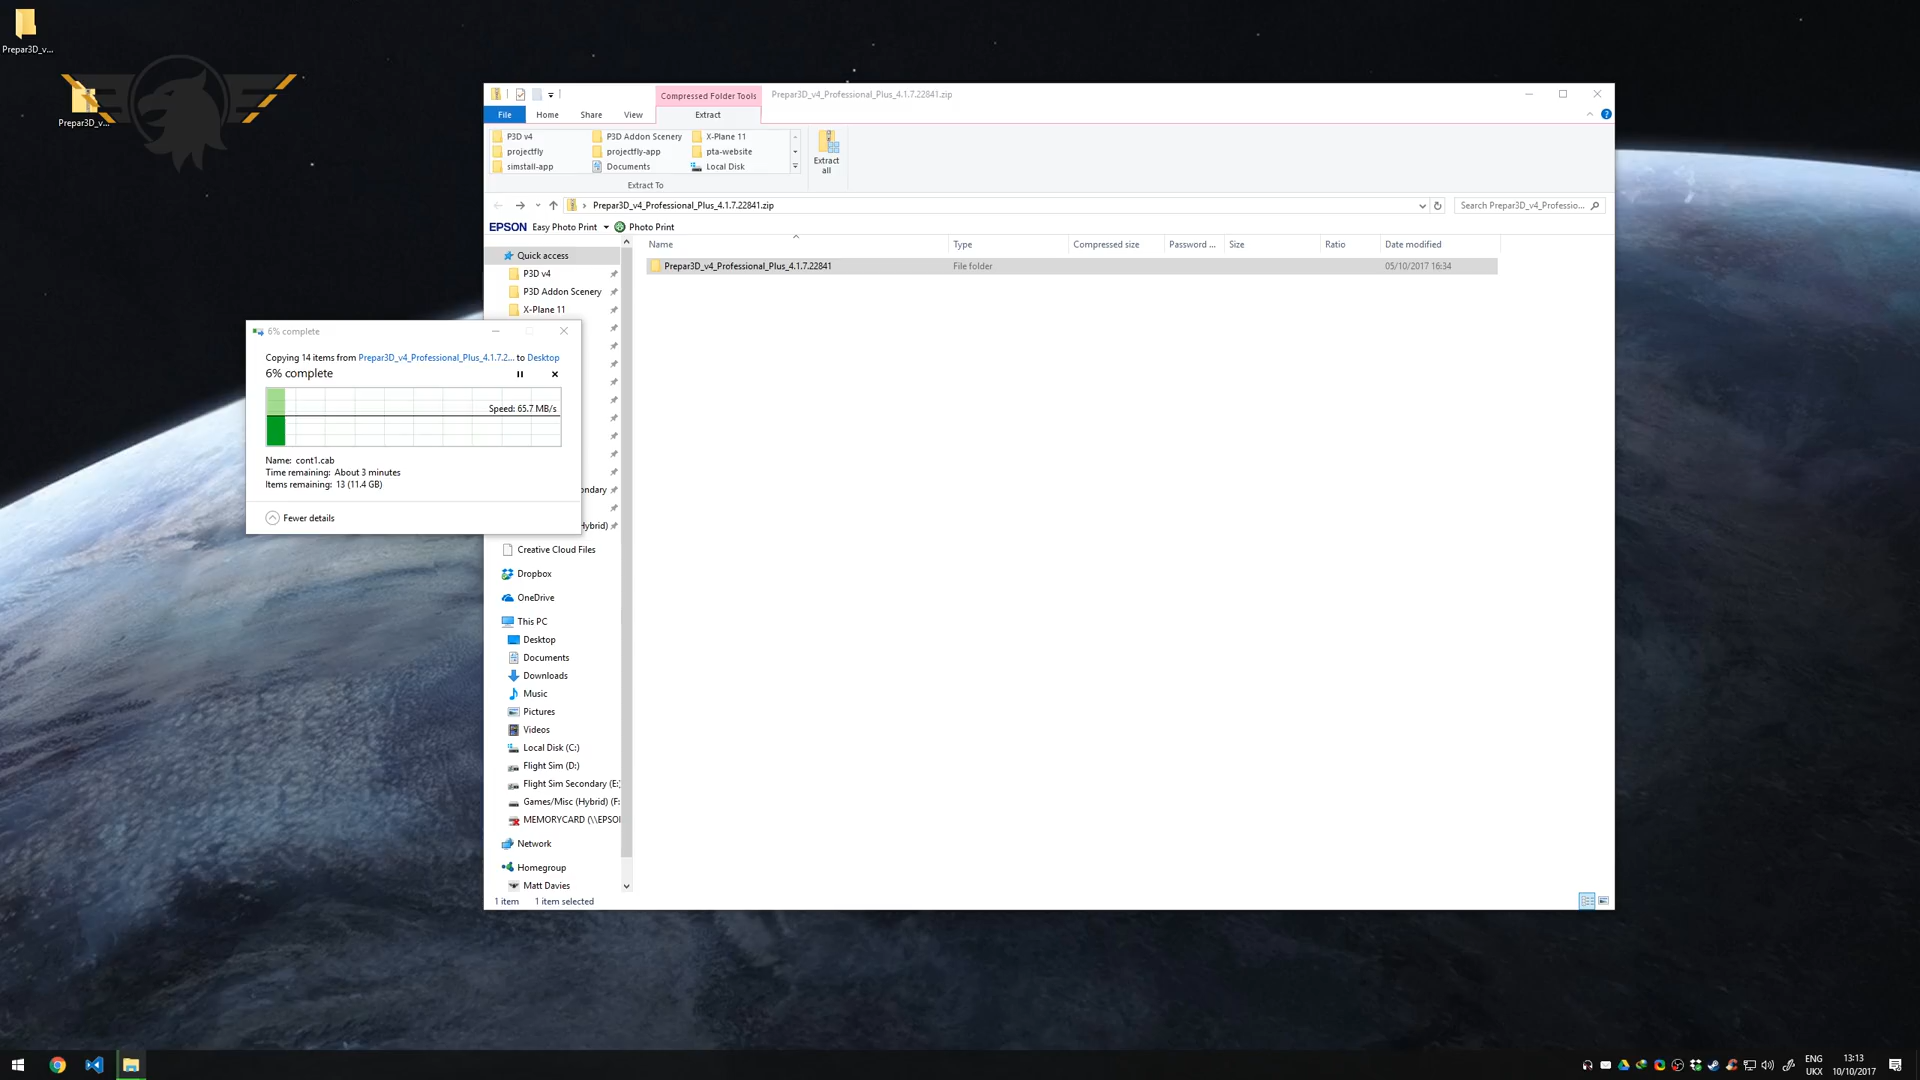 Prepar3D_v...
Prepar3D_v...
Compressed Folder Tools
Prepar3D_v4_Professional_Plus_4.1.7.22841.zip
File
Home
Share
View
Extract
P3D v4
P3D Addon Scenery
X-Plane 11
projectfly
projectfly-app
pta-website
simstall-app
Documents
Local Disk
Extract To
Extract
all
Prepar3D_v4_Professional_Plus_4.1.7.22841.zip
Search Prepar3D_v4_Professio...
EPSON Easy Photo Print
Photo Print
Name
Type
Compressed size
Password ...
Size
Ratio
Date modified
Prepar3D_v4_Professional_Plus_4.1.7.22841
File folder
05/10/2017 16:34
Quick access
P3D v4
P3D Addon Scenery
X-Plane 11
ondary
Hybrid)
Creative Cloud Files
Dropbox
OneDrive
This PC
Desktop
Documents
Downloads
Music
Pictures
Videos
Local Disk (C:)
Flight Sim (D:)
Flight Sim Secondary (E:
Games/Misc (Hybrid) (F:
MEMORYCARD (\\EPSO
Network
Homegroup
Matt Davies
1 item
1 item selected
6% complete
Copying 14 items from Prepar3D_v4_Professional_Plus_4.1.7.2... to Desktop
6% complete
Speed: 65.7 MB/s
Name: cont1.cab
Time remaining: About 3 minutes
Items remaining: 13 (11.4 GB)
Fewer details
ENG
UKX
13:13
10/10/2017